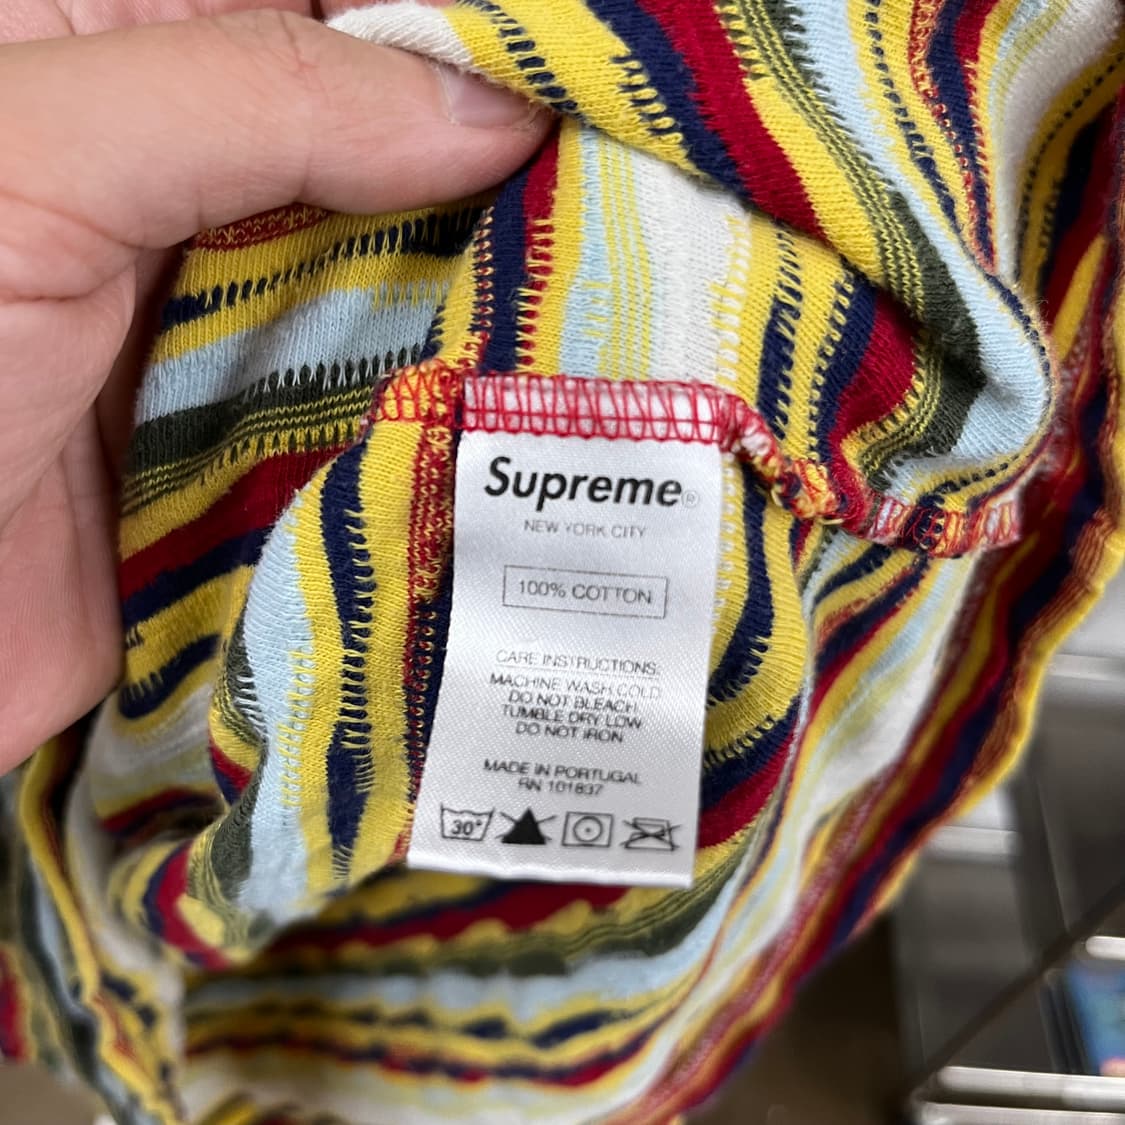 Supreme®
NEW YORK CITY
100% COTTON
CARE INSTRUCTIONS:
MACHINE WASH COLD
DO NOT BLEACH
TUMBLE DRY LOW
DO NOT IRON
MADE IN PORTUGAL
RN 101837
30°